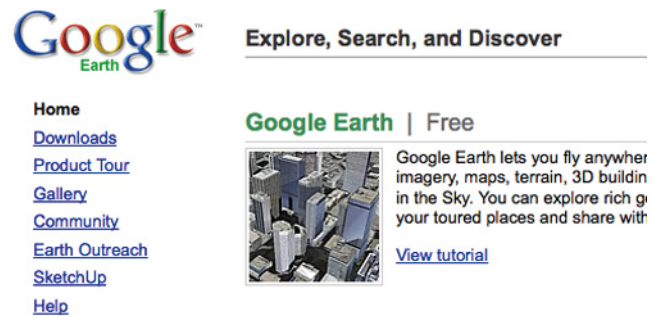 Google™
Earth
Explore, Search, and Discover
Home
Downloads
Product Tour
Gallery
Community
Earth Outreach
SketchUp
Help
Google Earth | Free
Google Earth lets you fly anywher
imagery, maps, terrain, 3D buildin
in the Sky. You can explore rich ge
your toured places and share with
View tutorial